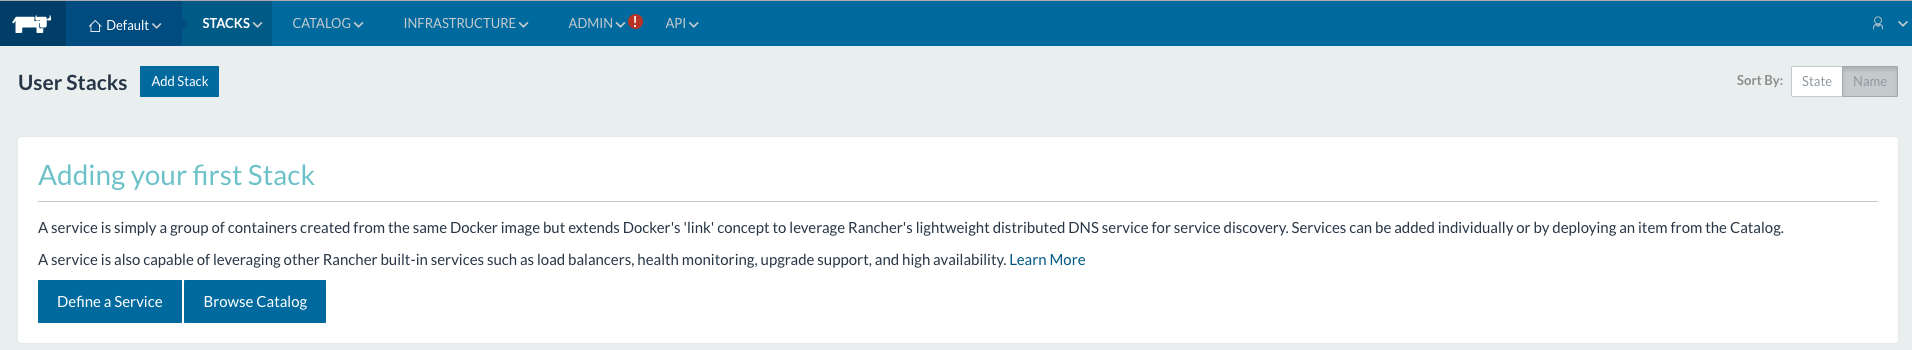 Default STACKS CATALOG INFRASTRUCTURE ADMIN ! API
User Stacks Add Stack Sort By: State Name
Adding your first Stack
A service is simply a group of containers created from the same Docker image but extends Docker's 'link' concept to leverage Rancher's lightweight distributed DNS service for service discovery. Services can be added individually or by deploying an item from the Catalog.
A service is also capable of leveraging other Rancher built-in services such as load balancers, health monitoring, upgrade support, and high availability. Learn More
Define a Service Browse Catalog